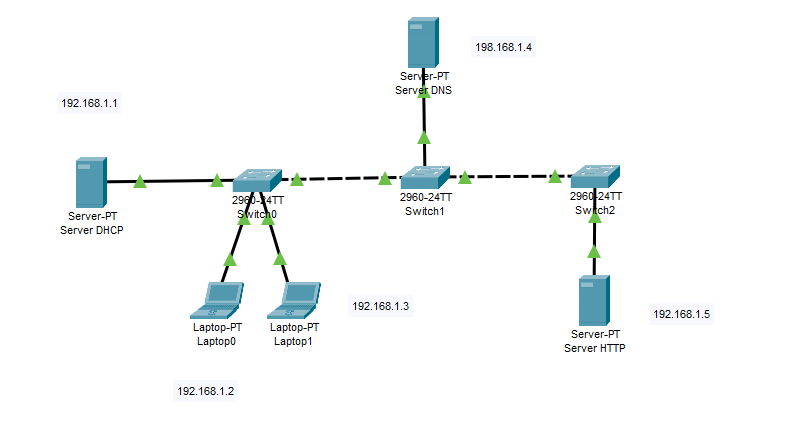 198.168.1.4
Server-PT
Server DNS
192.168.1.1
Server-PT
Server DHCP
2960-24TT
Switch0
2960-24TT
Switch1
2960-24TT
Switch2
Laptop-PT
Laptop0
Laptop-PT
Laptop1
192.168.1.3
Server-PT
Server HTTP
192.168.1.5
192.168.1.2